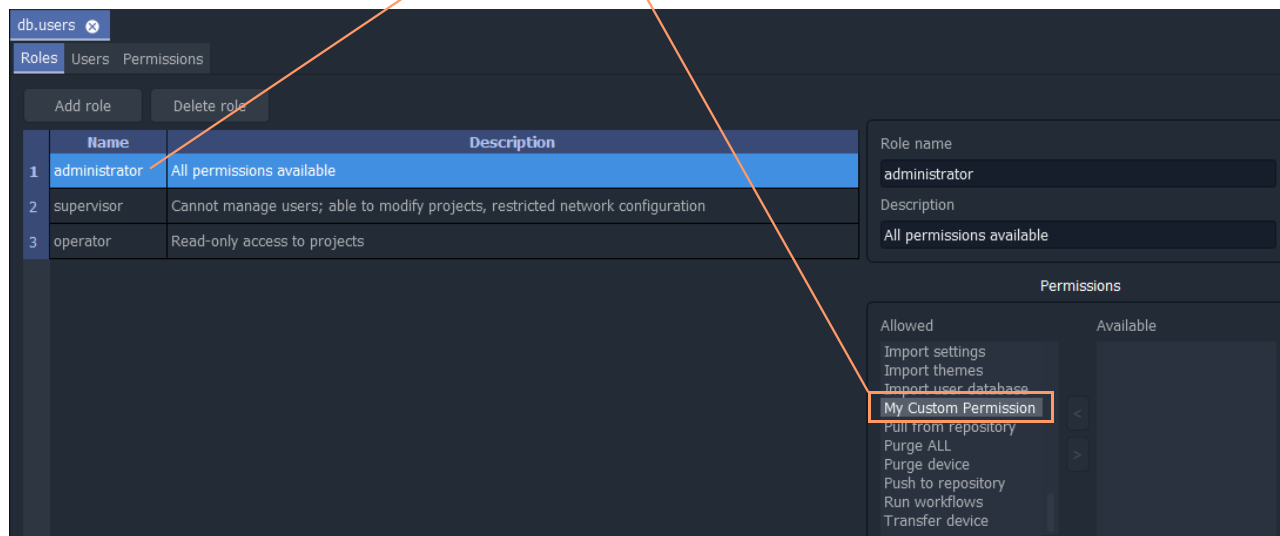 db.users
Roles Users Permissions
Add role Delete role
Name Description
1 administrator All permissions available
2 supervisor Cannot manage users; able to modify projects, restricted network configuration
3 operator Read-only access to projects
Role name
administrator
Description
All permissions available
Permissions
Allowed Available
Import settings
Import themes
Import user database
My Custom Permission
<
Pull from repository
Purge ALL
>
Purge device
Push to repository
Run workflows
Transfer device